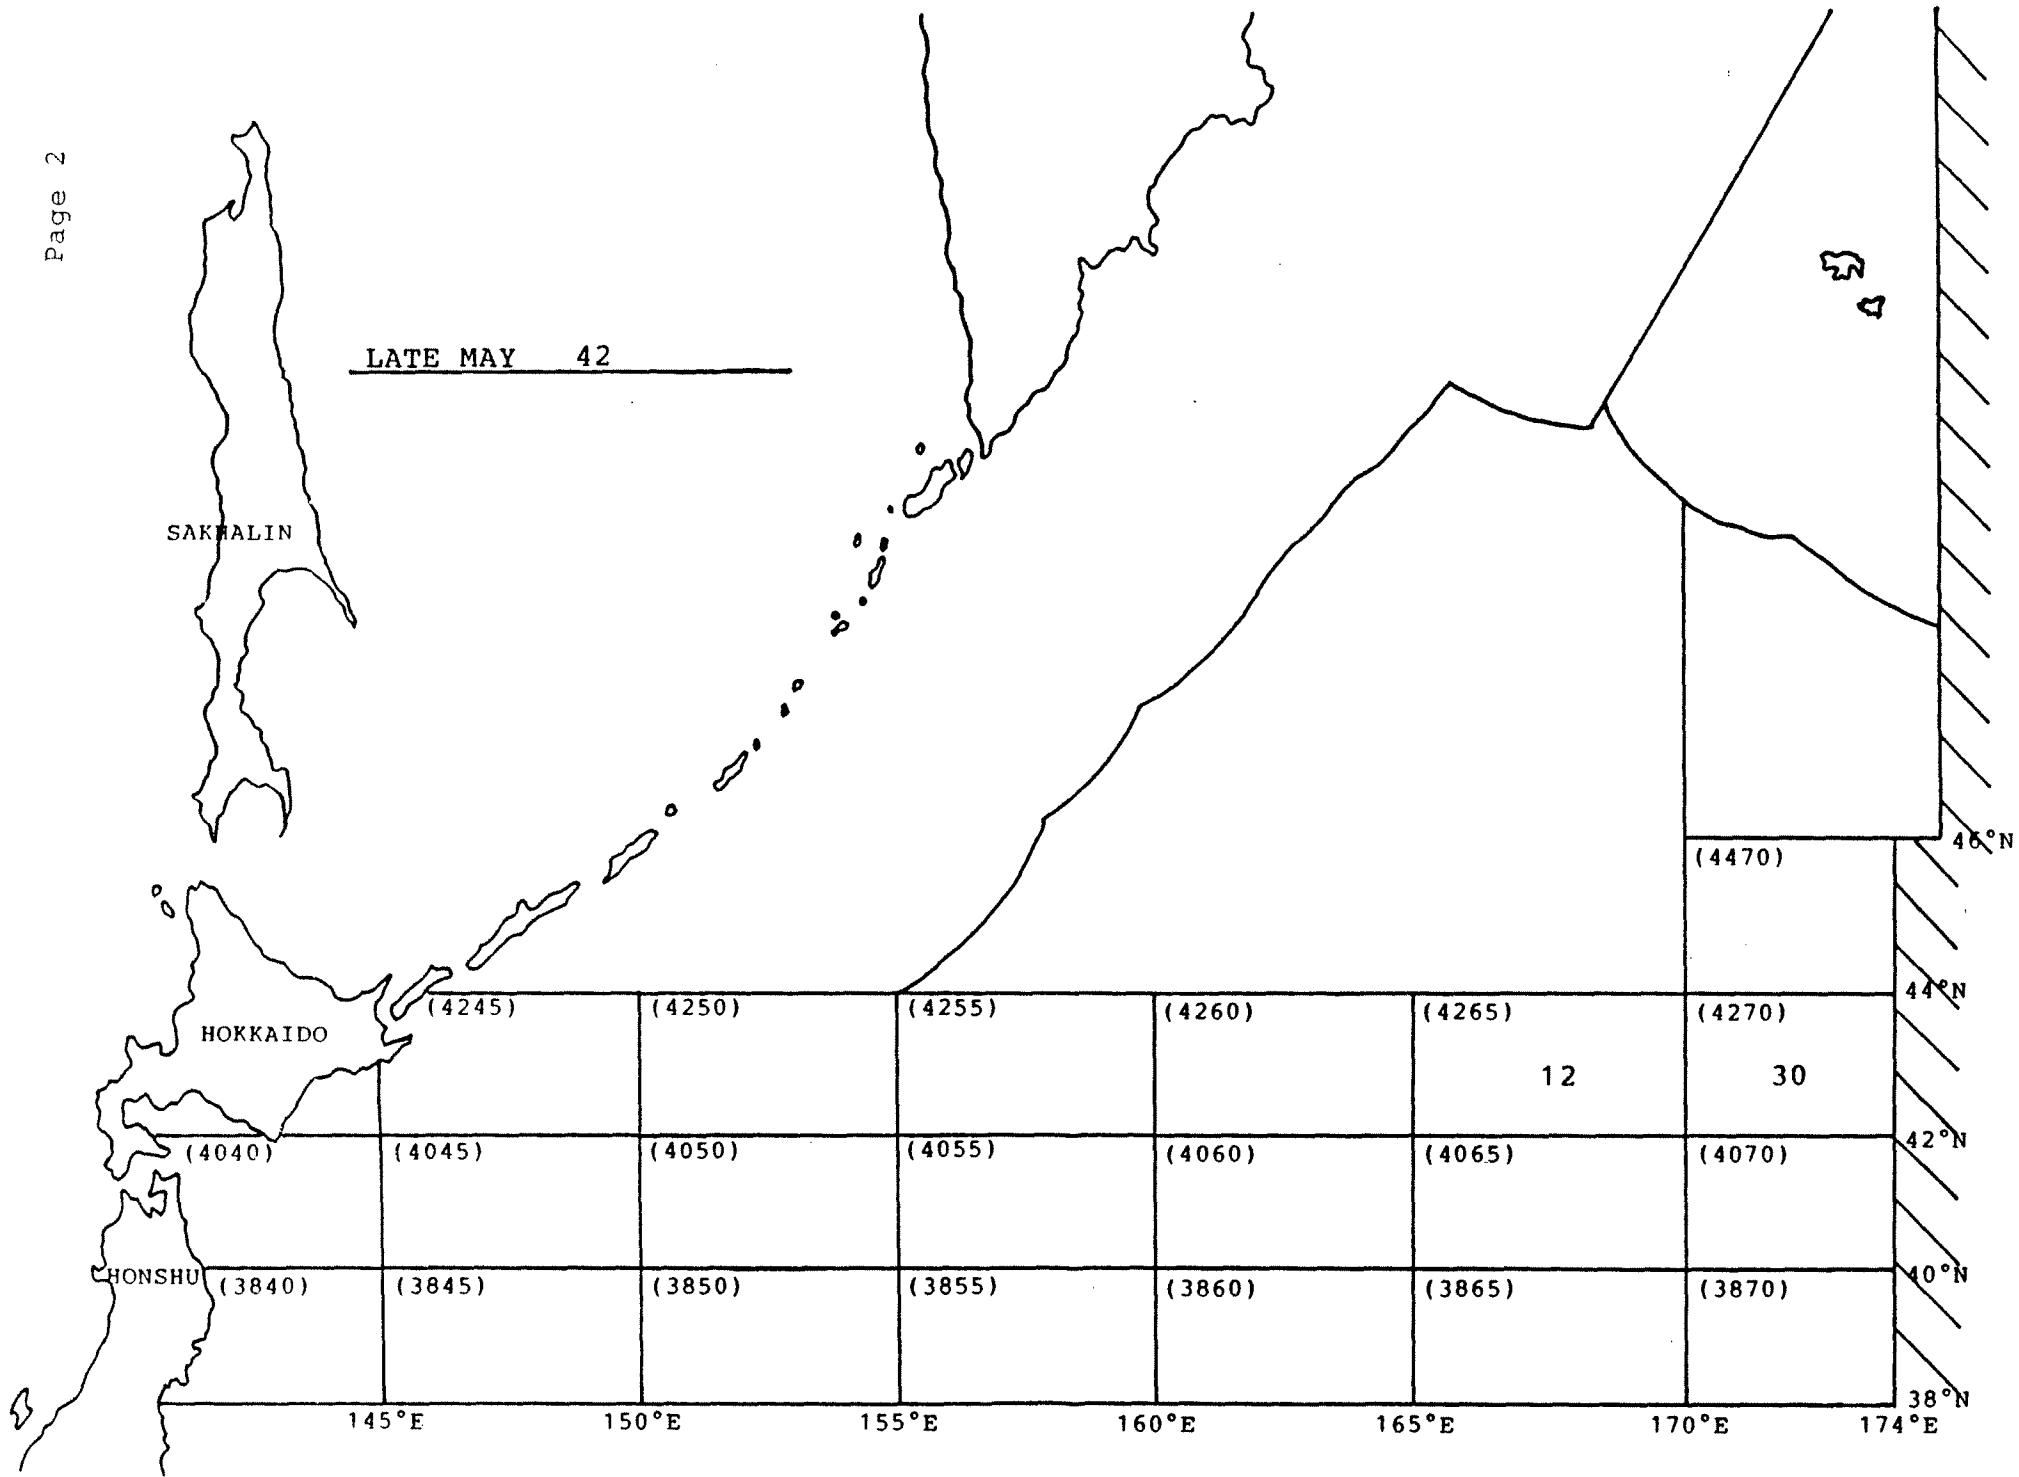 Page 2
LATE MAY 42
SAKHALIN
46°N
(4470)
(4245) (4250) (4255) (4260) (4265) (4270) 44°N
HOKKAIDO
12 30
(4040) (4045) (4050) (4055) (4060) (4065) (4070) 42°N
HONSHU (3840) (3845) (3850) (3855) (3860) (3865) (3870) 40°N
38°N
145°E 150°E 155°E 160°E 165°E 170°E 174°E